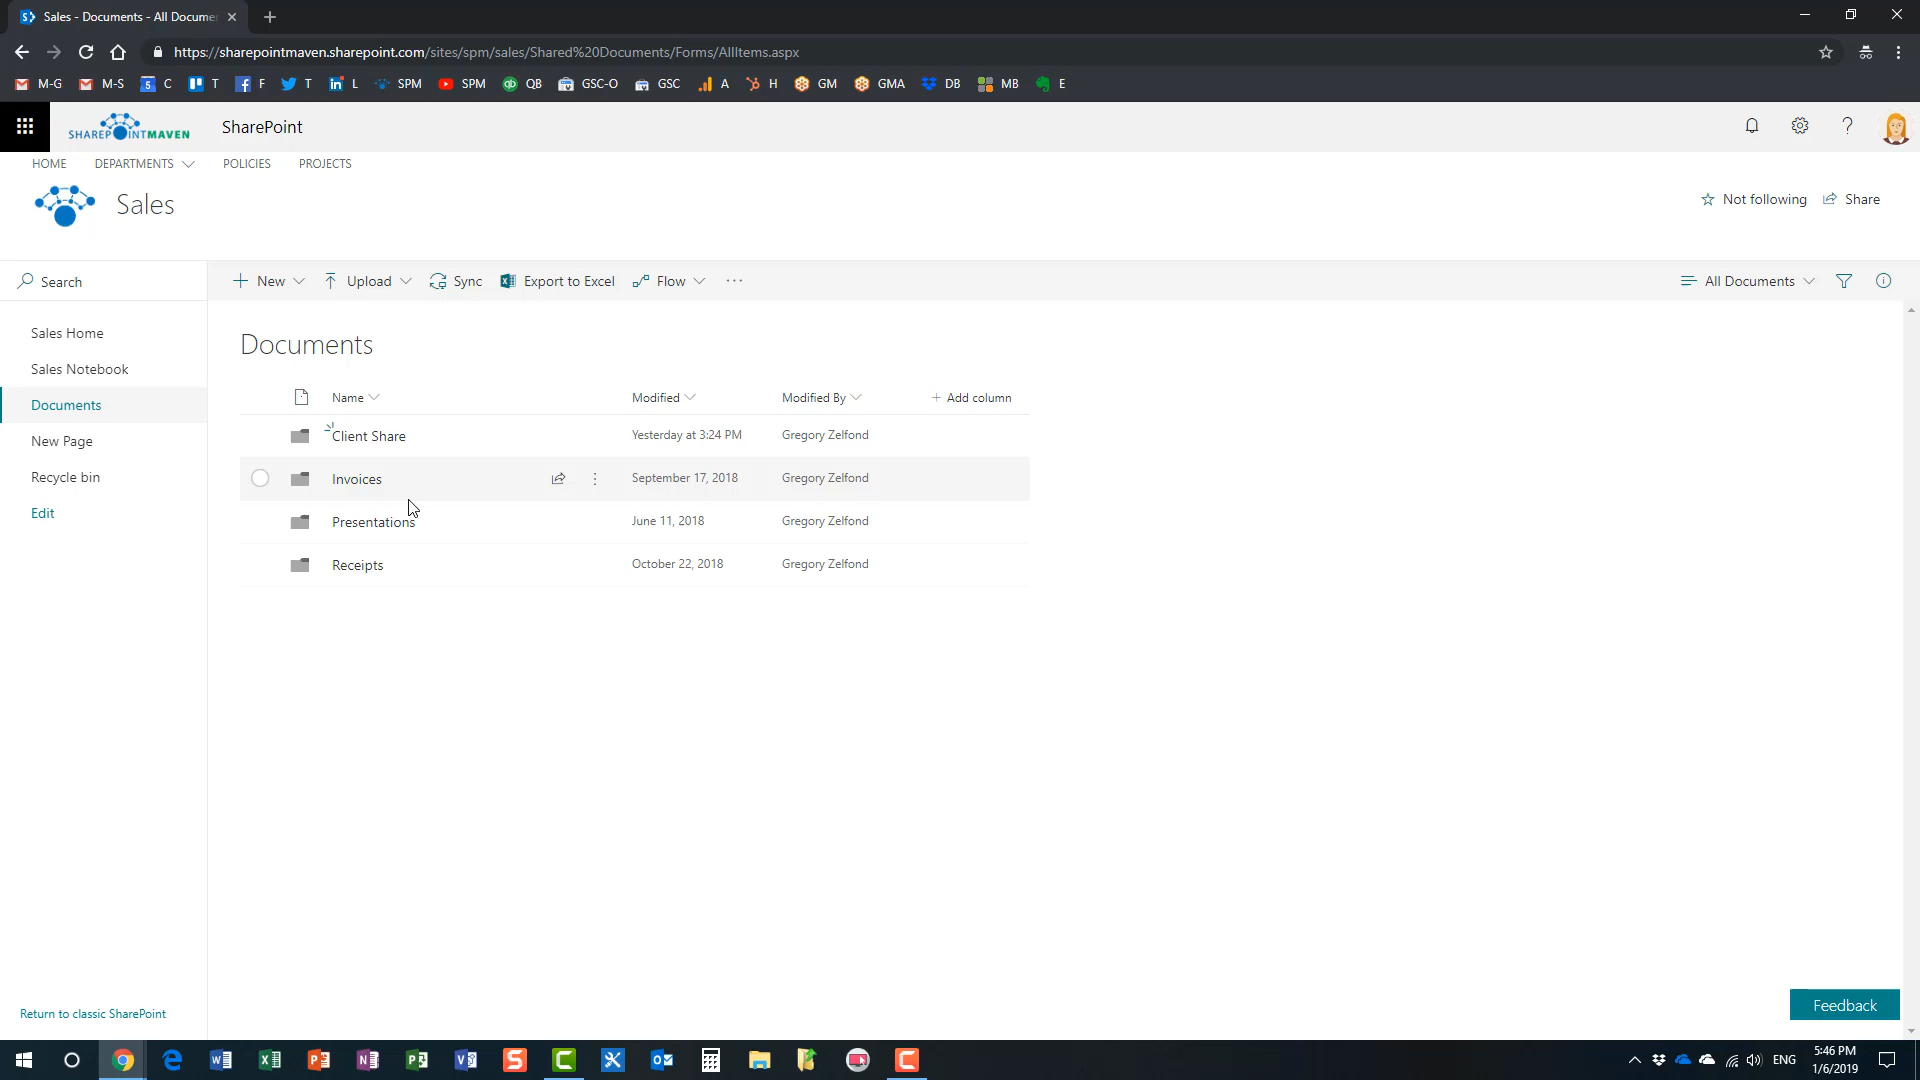 Sales - Documents - All Docume
https://sharepointmaven.sharepoint.com/sites/spm/sales/Shared%20Documents/Forms/AllItems.aspx
M-G M-S 5 C T F T L SPM SPM QB GSC-O GSC A H GM GMA DB MB E
SHAREPOINTMAVEN SharePoint
HOME DEPARTMENTS POLICIES PROJECTS
Sales
Not following Share
Search
New Upload Sync Export to Excel Flow ··· All Documents
Sales Home
Sales Notebook
Documents
New Page
Recycle bin
Edit
Documents
Name Modified Modified By + Add column
Client Share Yesterday at 3:24 PM Gregory Zelfond
Invoices September 17, 2018 Gregory Zelfond
Presentations June 11, 2018 Gregory Zelfond
Receipts October 22, 2018 Gregory Zelfond
Return to classic SharePoint
Feedback
ENG
5:46 PM
1/6/2019